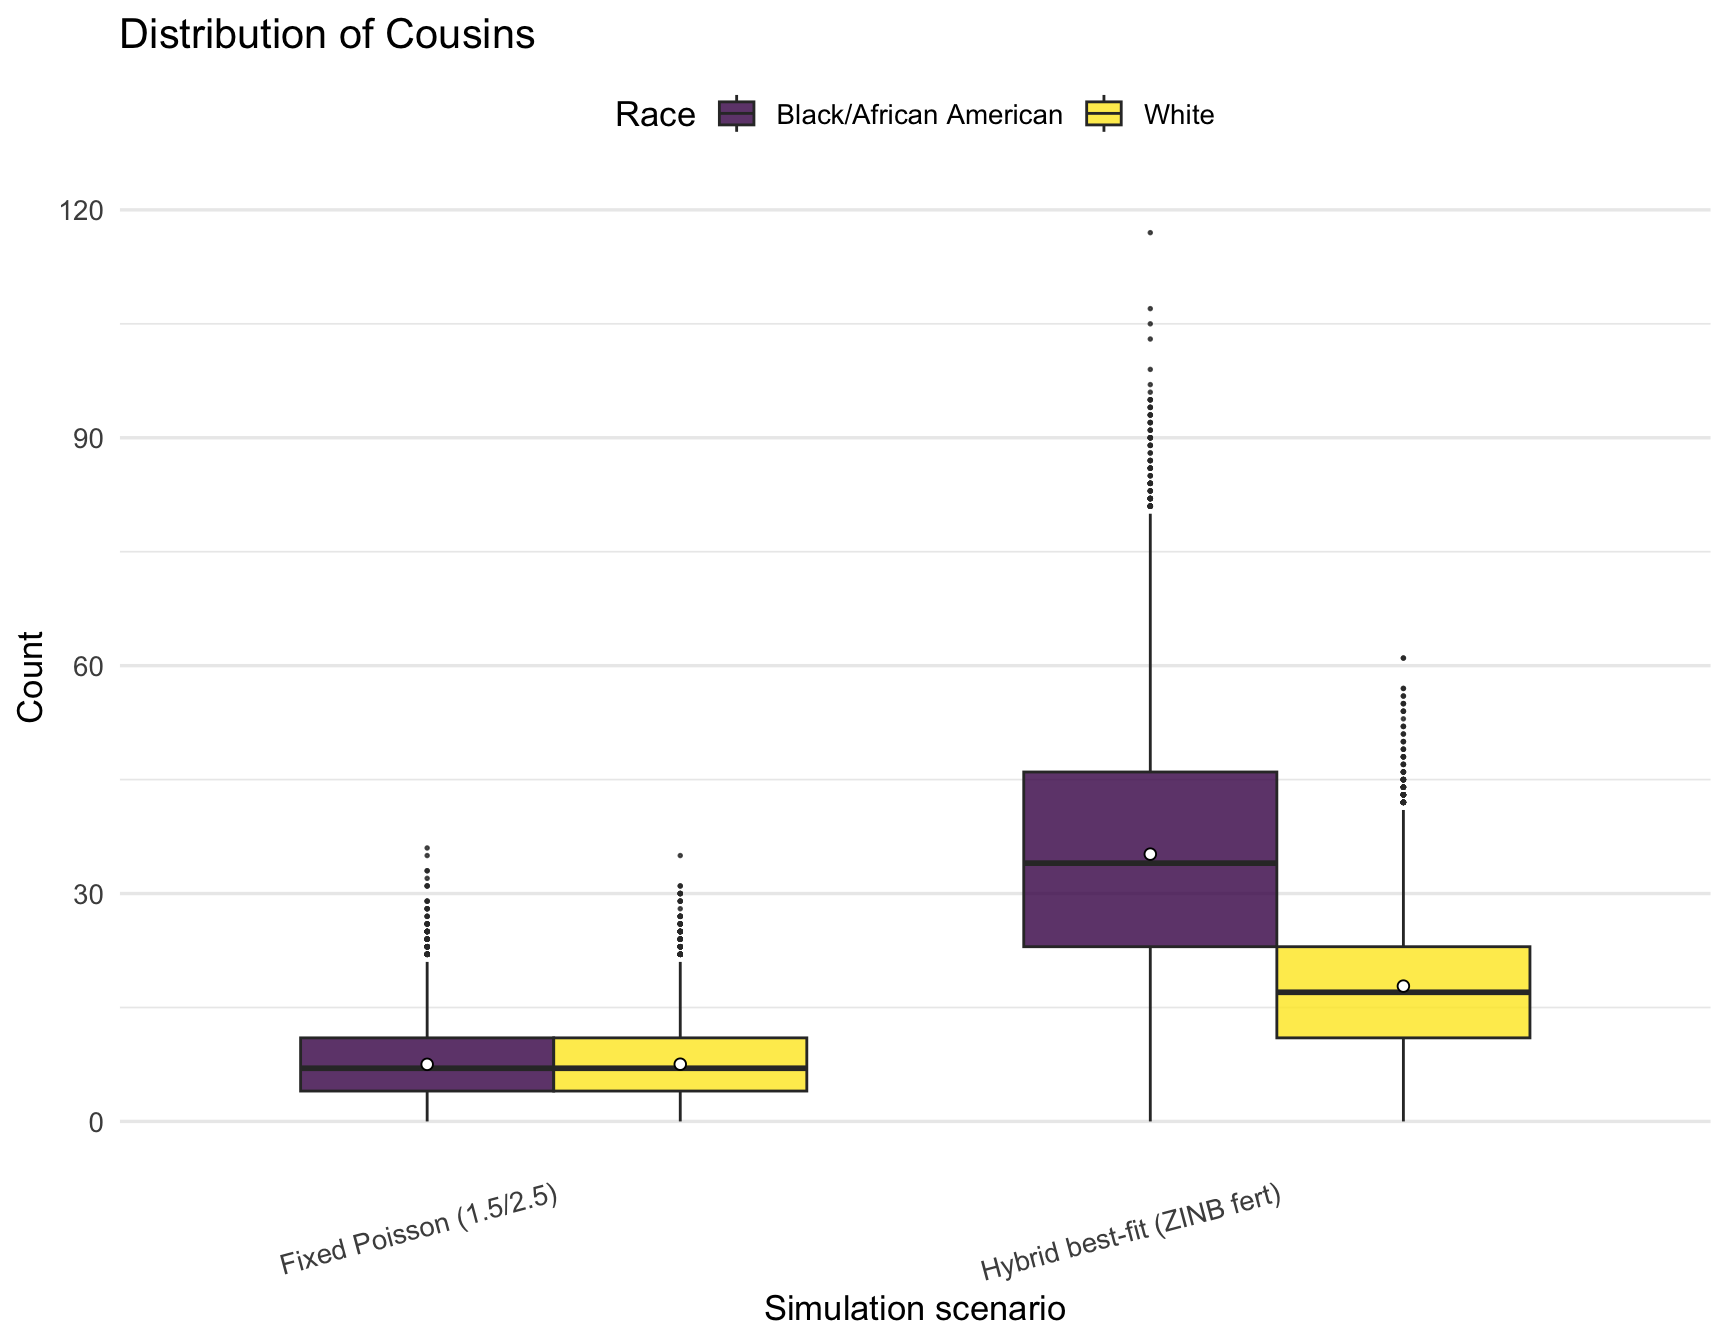 Distribution of Cousins
Race Black/African American White
120
90
60
30
0
Count
Fixed Poisson (1.5/2.5)
Hybrid best-fit (ZINB fert)
Simulation scenario